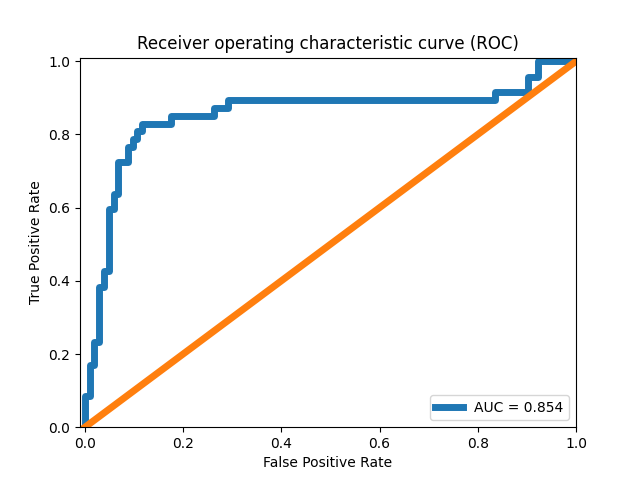 Receiver operating characteristic curve (ROC)
1.0
0.8
0.6
0.4
0.2
0.0
True Positive Rate
AUC = 0.854
0.0 0.2 0.4 0.6 0.8 1.0
False Positive Rate